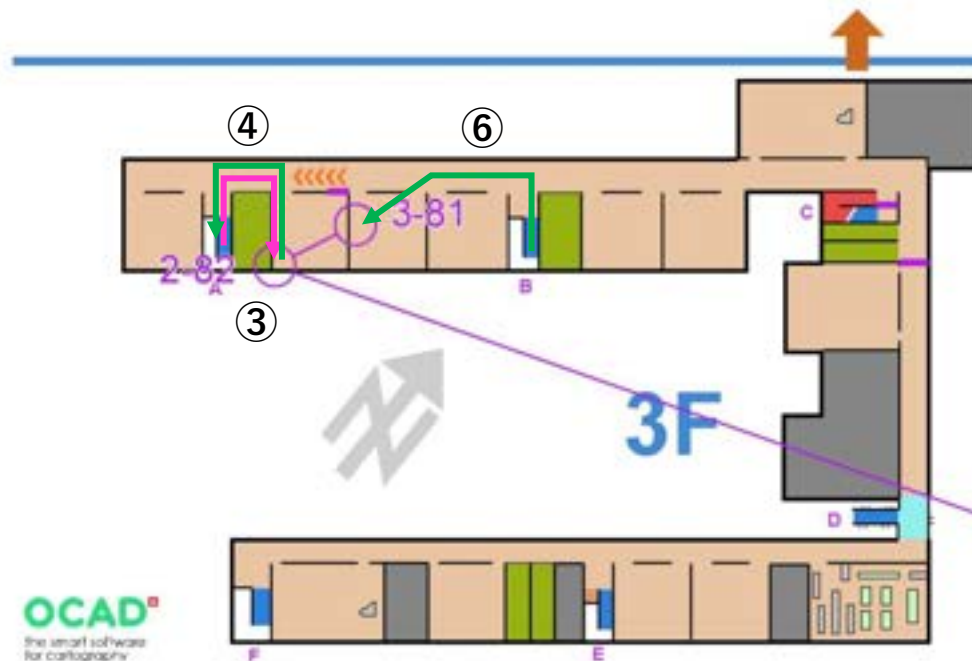 ④
⑥
C
3-81
2-82
A
B
③
3F
D
OCAD
the smart software
for cartography
F
E